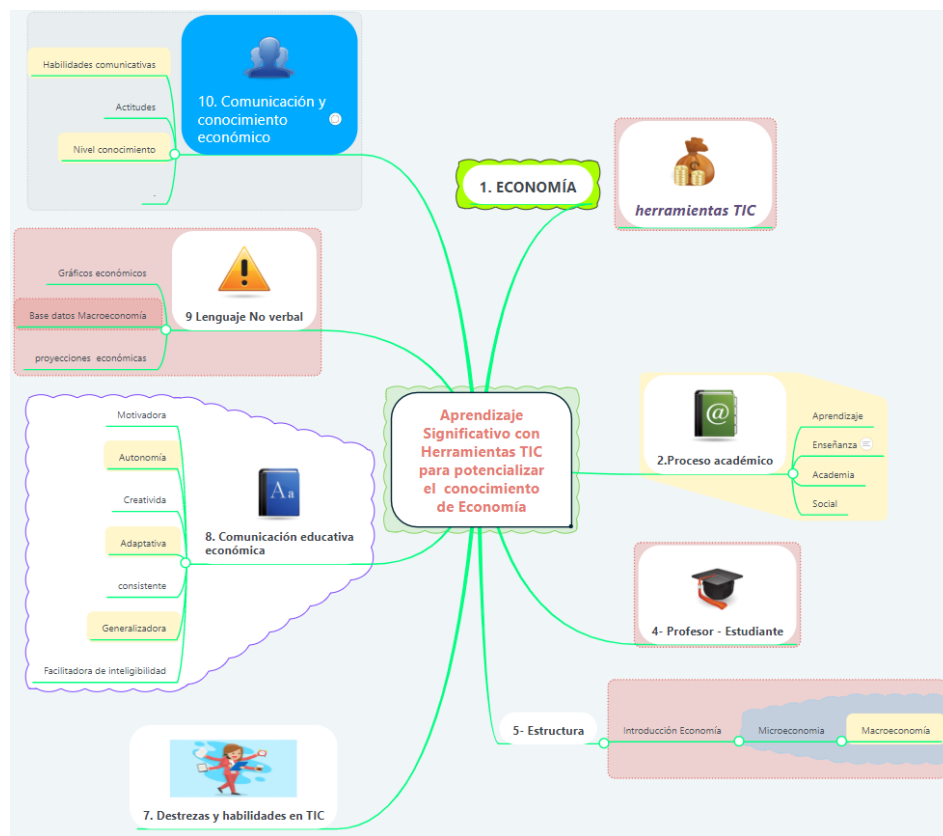 Aprendizaje
Significativo con
Herramientas TIC
para potencializar
el conocimiento
de Economía
1. ECONOMÍA
herramientas TIC
2.Proceso académico
Aprendizaje
Enseñanza
Academia
Social
4- Profesor - Estudiante
5- Estructura
Introducción Economía
Microeconomia
Macroeconomía
7. Destrezas y habilidades en TIC
8. Comunicación educativa
económica
Motivadora
Autonomía
Creativida
Adaptativa
consistente
Generalizadora
Facilitadora de inteligibilidad
9 Lenguaje No verbal
Gráficos económicos
Base datos Macroeconomía
proyecciones económicas
10. Comunicación y
conocimiento
económico
Habilidades comunicativas
Actitudes
Nivel conocimiento
.
@
Aa